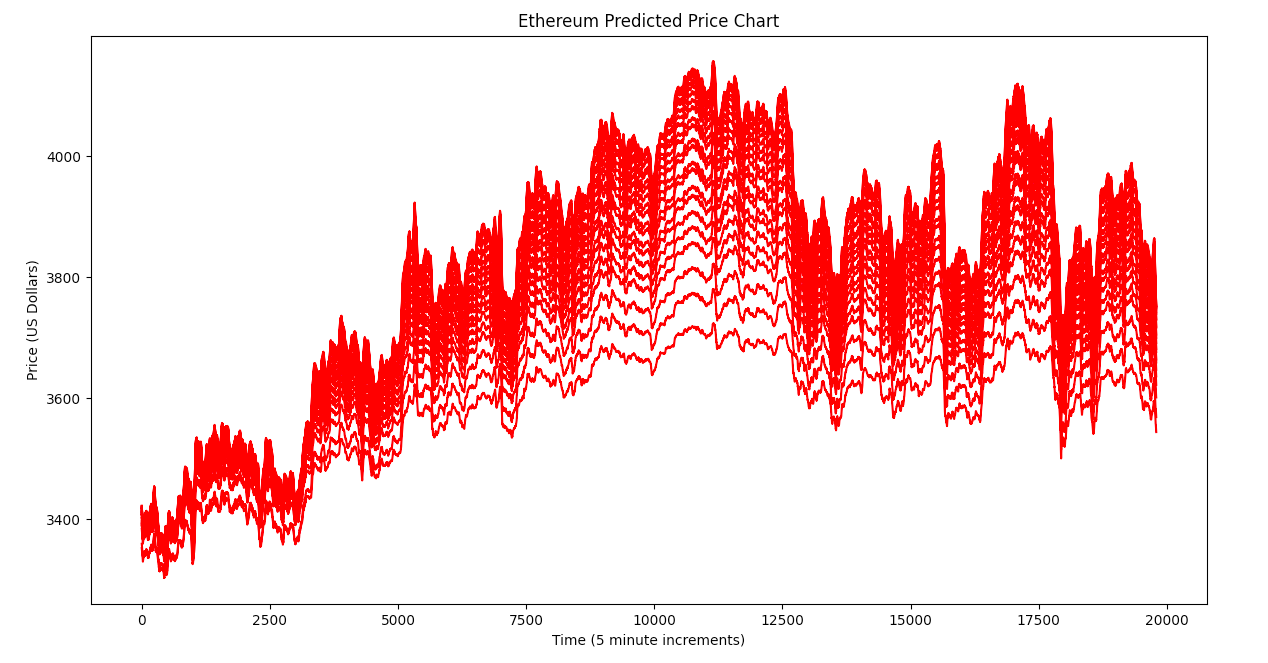 Ethereum Predicted Price Chart
Price (US Dollars)
4000
3800
3600
3400
0 2500 5000 7500 10000 12500 15000 17500 20000
Time (5 minute increments)